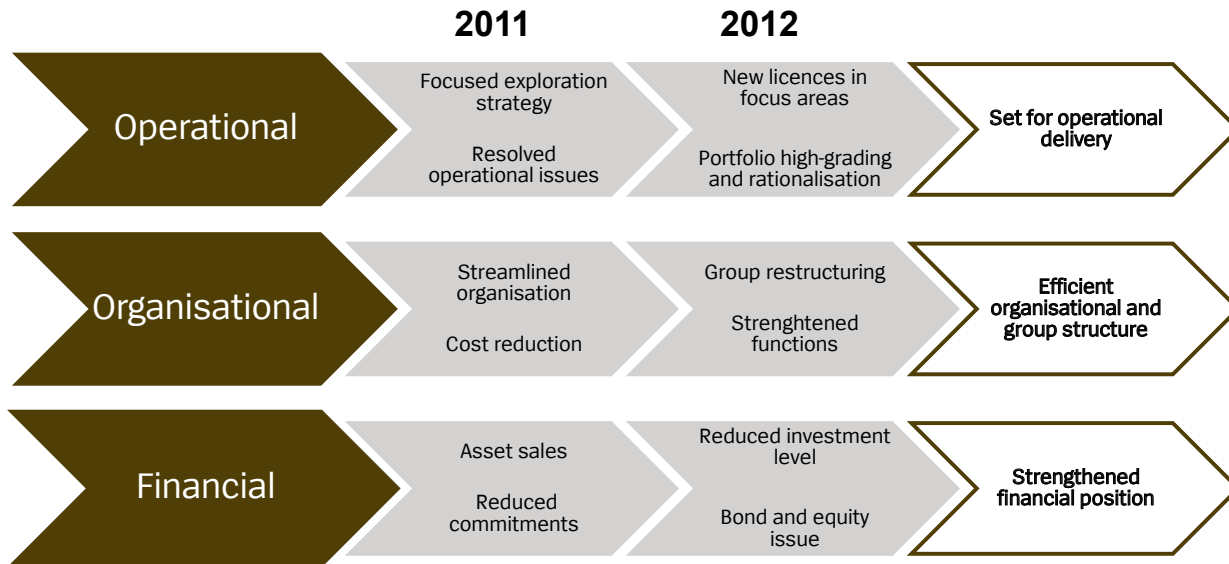 2011
2012
Operational
Focused exploration
strategy
Resolved
operational issues
New licences in
focus areas
Portfolio high-grading
and rationalisation
Set for operational
delivery
Organisational
Streamlined
organisation
Cost reduction
Group restructuring
Strenghtened
functions
Efficient
organisational and
group structure
Financial
Asset sales
Reduced
commitments
Reduced investment
level
Bond and equity
issue
Strengthened
financial position